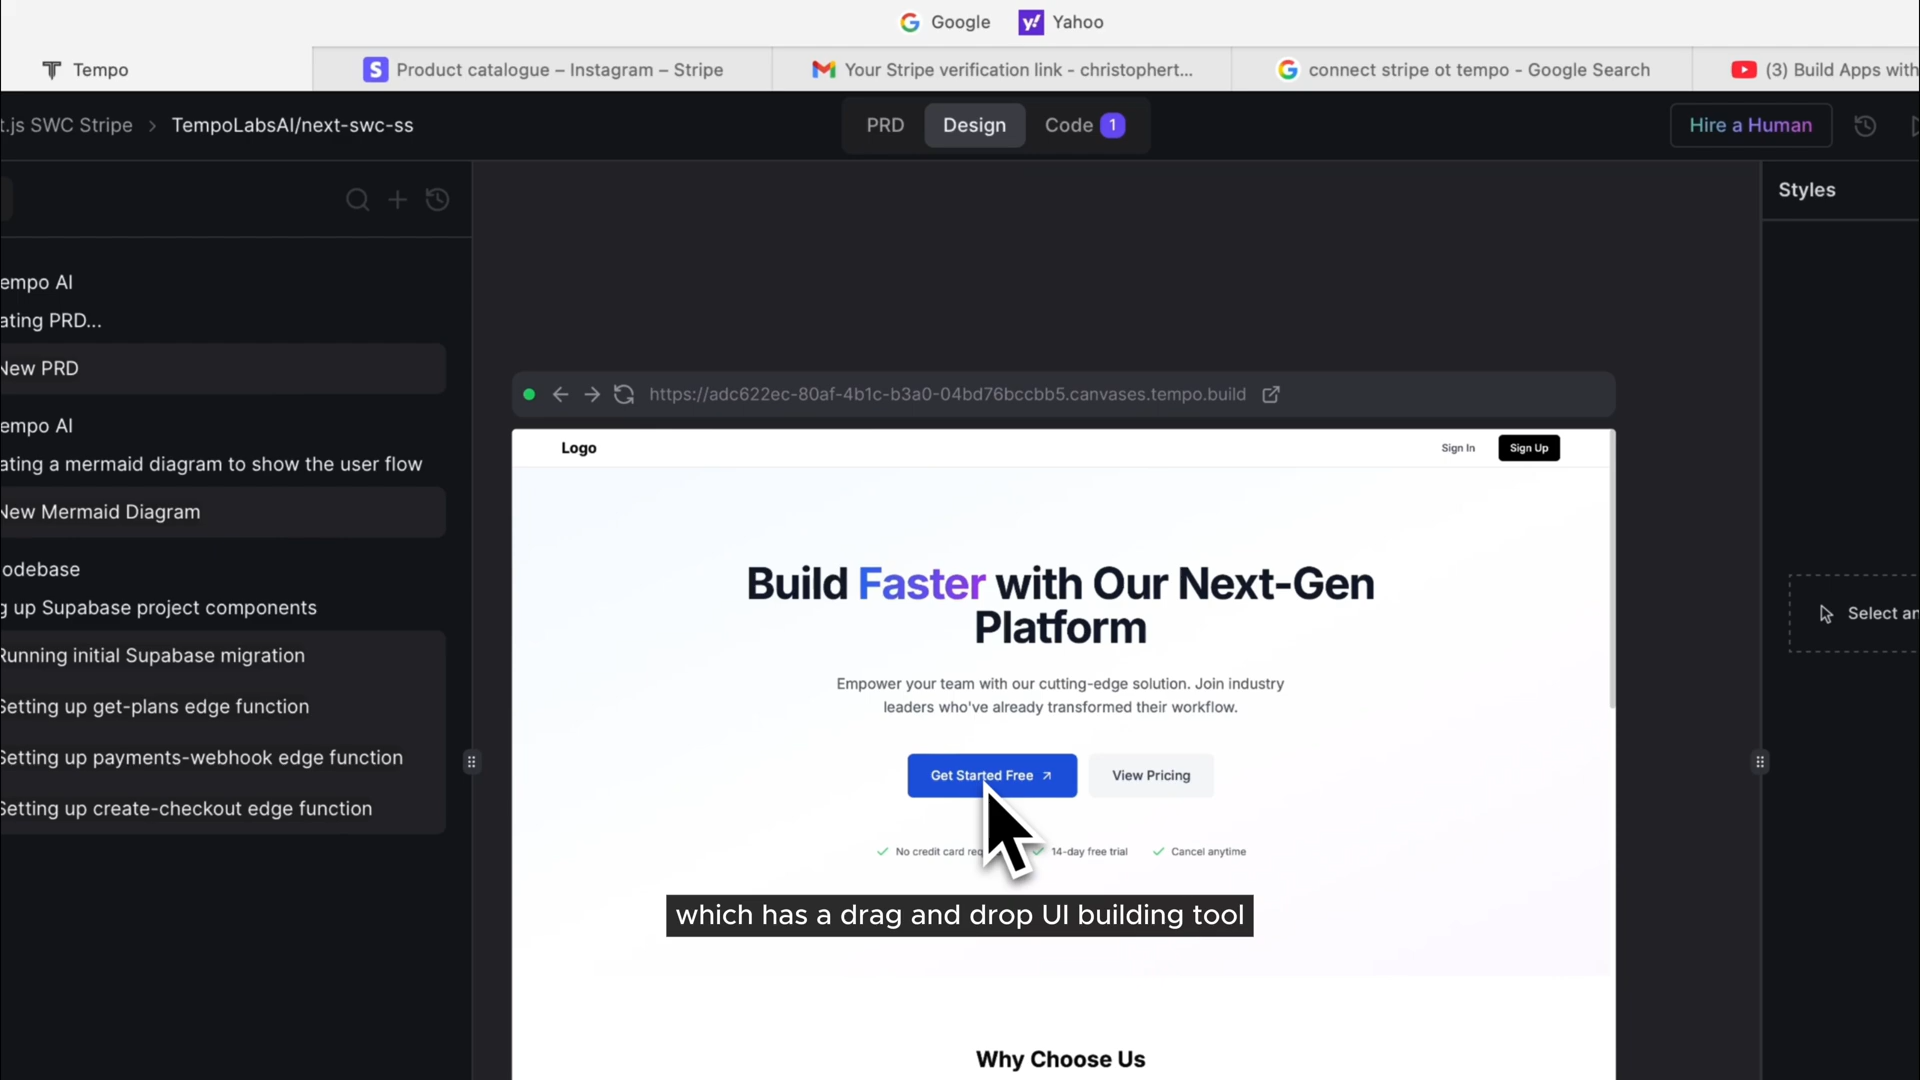 Google
Yahoo
Tempo
Product catalogue – Instagram – Stripe
Your Stripe verification link - christophert...
connect stripe ot tempo - Google Search
(3) Build Apps with
t.js SWC Stripe > TempoLabsAI/next-swc-ss
PRD
Design
Code 1
Hire a Human
Styles
empo AI
ating PRD...
New PRD
empo AI
ating a mermaid diagram to show the user flow
New Mermaid Diagram
odebase
g up Supabase project components
Running initial Supabase migration
Setting up get-plans edge function
Setting up payments-webhook edge function
Setting up create-checkout edge function
https://adc622ec-80af-4b1c-b3a0-04bd76bccbb5.canvases.tempo.build
Logo
Sign In
Sign Up
Build Faster with Our Next-Gen
Platform
Empower your team with our cutting-edge solution. Join industry
leaders who've already transformed their workflow.
Get Started Free
View Pricing
No credit card req
14-day free trial
Cancel anytime
which has a drag and drop UI building tool
Why Choose Us
Select an